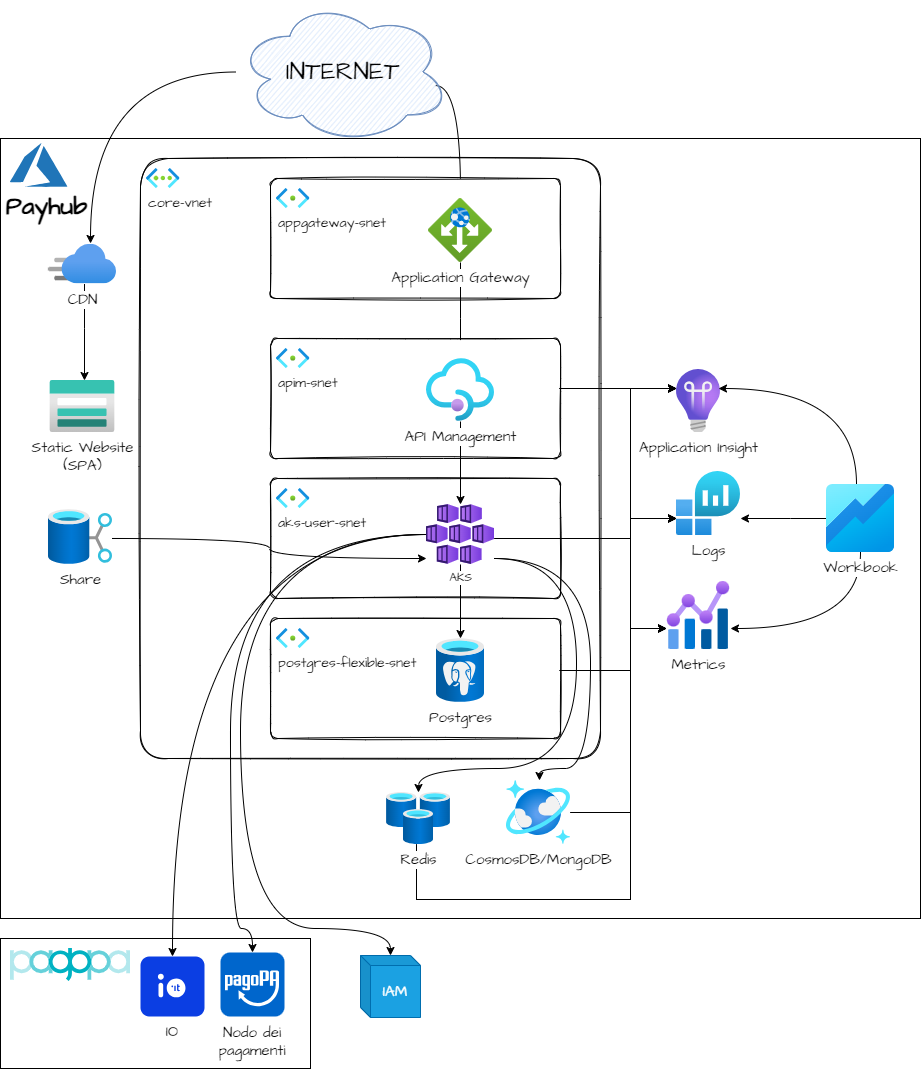 INTERNET
Payhub
core-vnet
appgateway-snet
Application Gateway
CDN
apim-snet
API Management
Static Website
(SPA)
Application Insight
aks-user-snet
AKS
Share
Logs
Workbook
postgres-flexible-snet
Postgres
Metrics
Redis
CosmosDB/MongoDB
pagopa
io
it
pagoPA
IAM
IO
Nodo dei
pagamenti